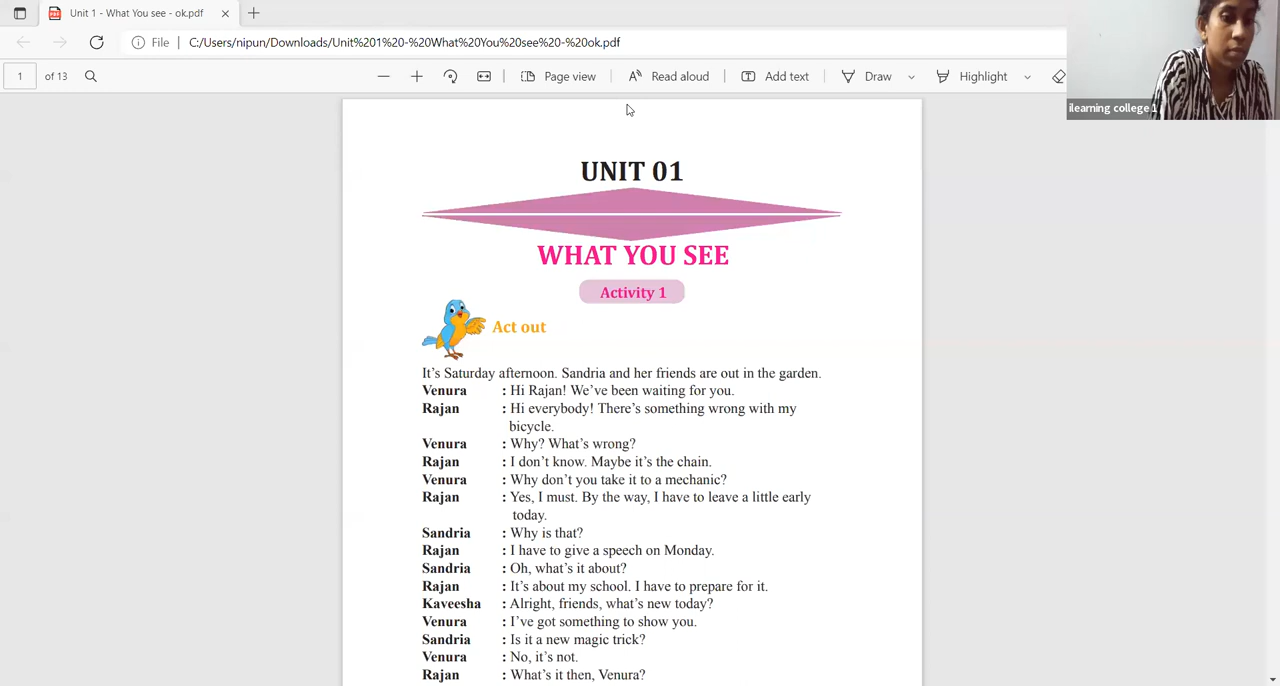 Unit 1 - What You see - ok.pdf
File C:/Users/nipun/Downloads/Unit%201%20-%20What%20You%20see%20-%20ok.pdf
1 of 13 Page view Read aloud Add text Draw Highlight
ilearning college 1
UNIT 01
WHAT YOU SEE
Activity 1
Act out
It's Saturday afternoon. Sandria and her friends are out in the garden.
Venura : Hi Rajan! We've been waiting for you.
Rajan : Hi everybody! There's something wrong with my
bicycle.
Venura : Why? What's wrong?
Rajan : I don't know. Maybe it's the chain.
Venura : Why don't you take it to a mechanic?
Rajan : Yes, I must. By the way, I have to leave a little early
today.
Sandria : Why is that?
Rajan : I have to give a speech on Monday.
Sandria : Oh, what's it about?
Rajan : It's about my school. I have to prepare for it.
Kaveesha : Alright, friends, what's new today?
Venura : I've got something to show you.
Sandria : Is it a new magic trick?
Venura : No, it's not.
Rajan : What's it then, Venura?